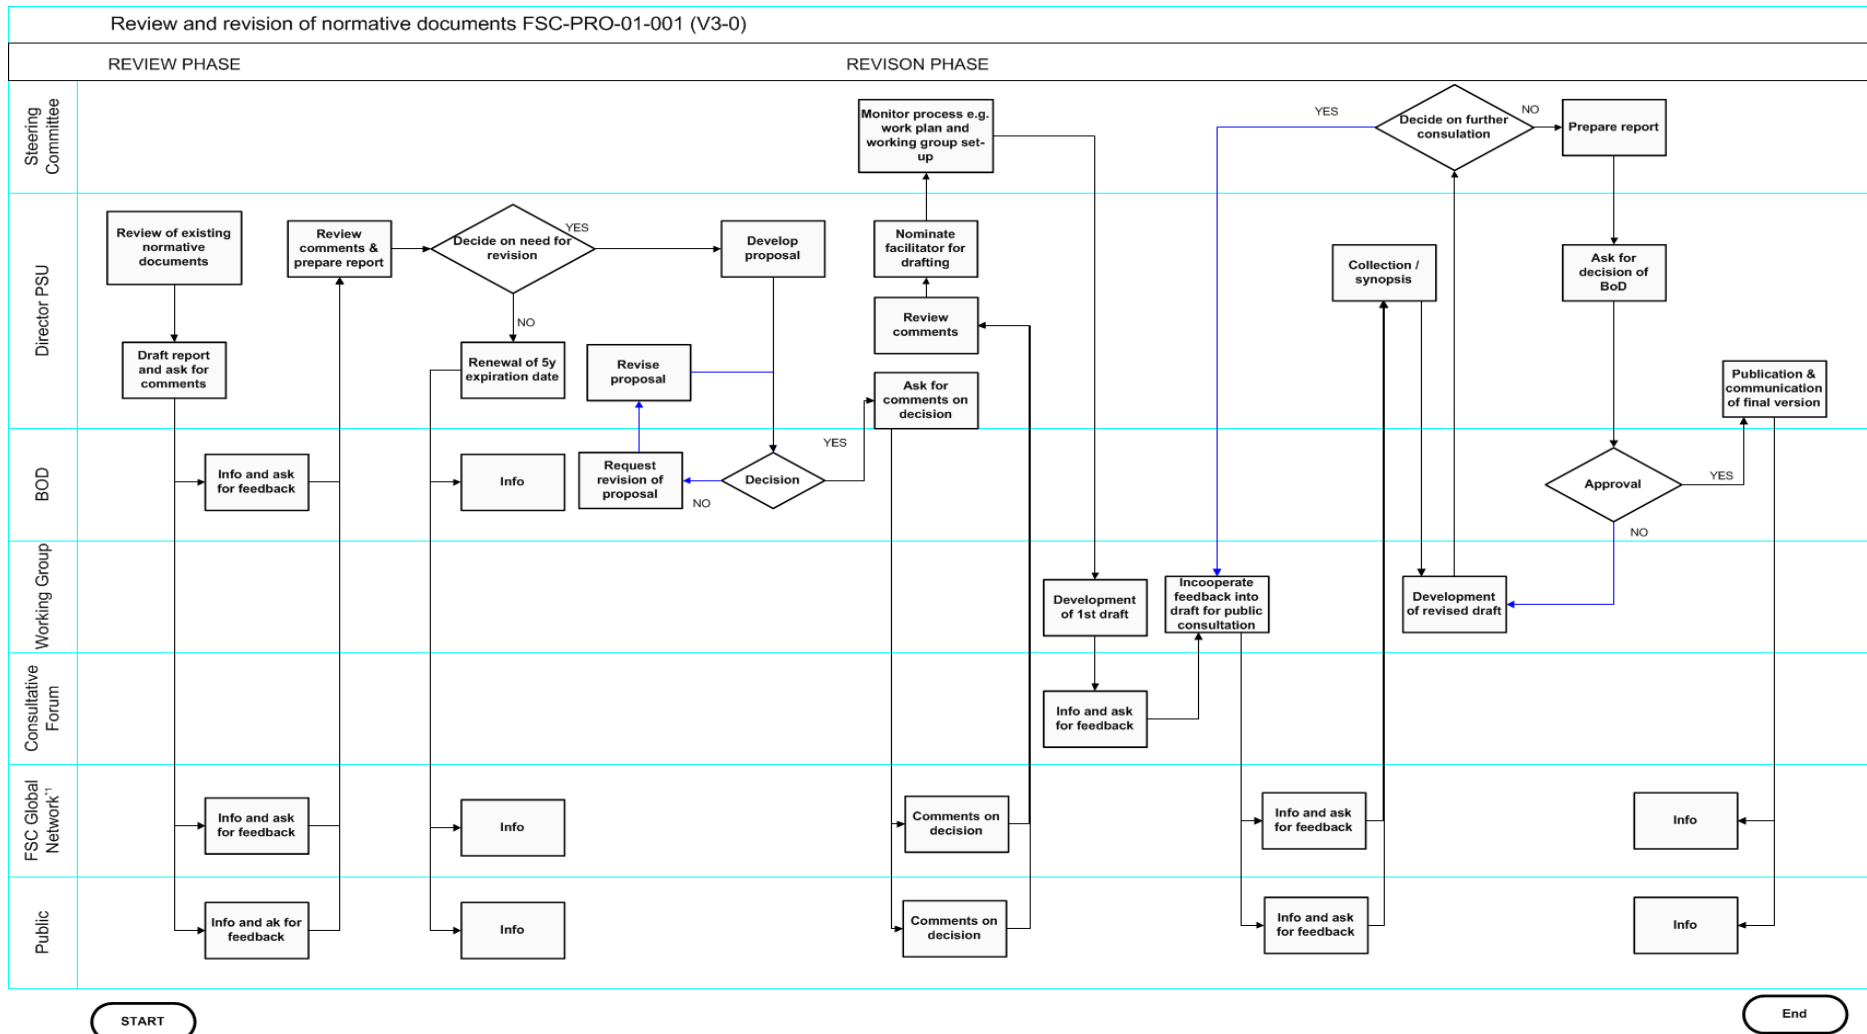 Review and revision of normative documents FSC-PRO-01-001 (V3-0)
REVIEW PHASE
REVISON PHASE
Steering
Committee
Monitor process e.g.
work plan and
working group set-
up
YES
Decide on further
consulation
NO
Prepare report
Director PSU
Review of existing
normative
documents
Review
comments &
prepare report
Decide on need for
revision
YES
Develop
proposal
Nominate
facilitator for
drafting
Collection /
synopsis
Ask for
decision of
BoD
NO
Review
comments
Draft report
and ask for
comments
Renewal of 5y
expiration date
Revise
proposal
Ask for
comments on
decision
Publication &
communication
of final version
BOD
Info and ask
for feedback
Info
Request
revision of
proposal
NO
Decision
YES
Approval
YES
NO
Working Group
Development
of 1st draft
Incooperate
feedback into
draft for public
consultation
Development
of revised draft
Consultative
Forum
Info and ask
for feedback
FSC Global
Network*1
Info and ask
for feedback
Info
Comments on
decision
Info and ask
for feedback
Info
Public
Info and ak for
feedback
Info
Comments on
decision
Info and ask
for feedback
Info
START
End